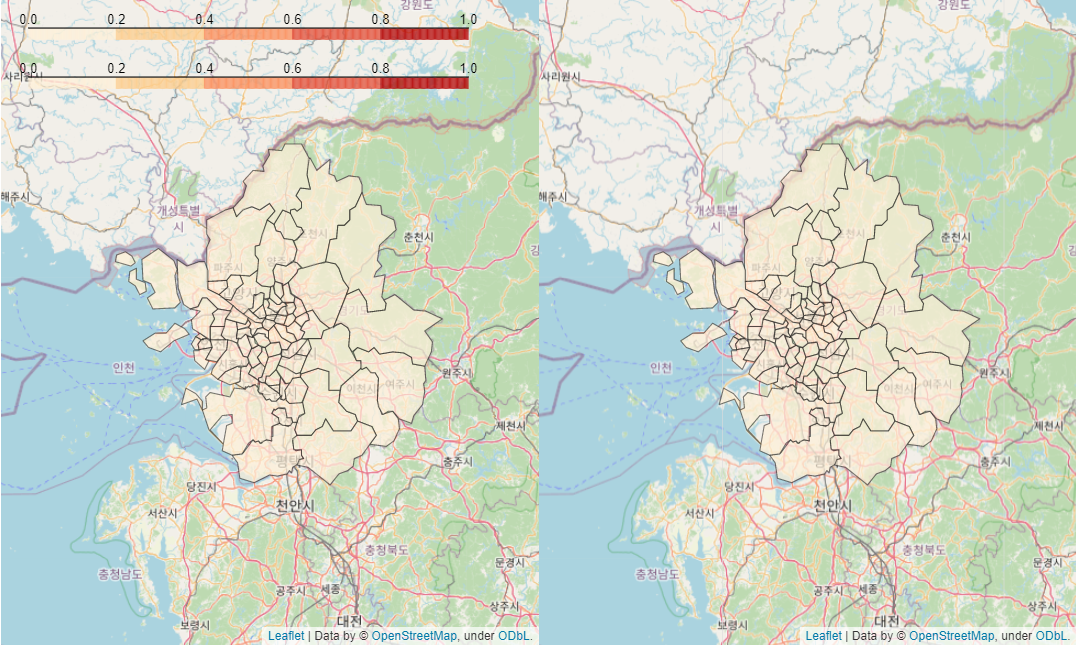 강원도
강원도
0.0 0.2 0.4 0.6 0.8 1.0
0.0 0.2 0.4 0.6 0.8 1.0
사리원시
사리원시
해주시
해주시
개성특별
시
개성특별
시
춘천시
춘천시
강
강
파주시
파주시
인천
인천
이천시
여주시
이천시
여주시
원주시
원주시
제천시
제천시
평택시
평택시
충주시
충주시
당진시
당진시
서산시
서산시
천안시
천안시
충청북도
충청북도
문경시
문경시
충청남도
충청남도
공주시
세종
공주시
세종
상주시
상주시
보령시
보령시
대전
대전
Leaflet | Data by © OpenStreetMap, under ODbL.
Leaflet | Data by © OpenStreetMap, under ODbL.